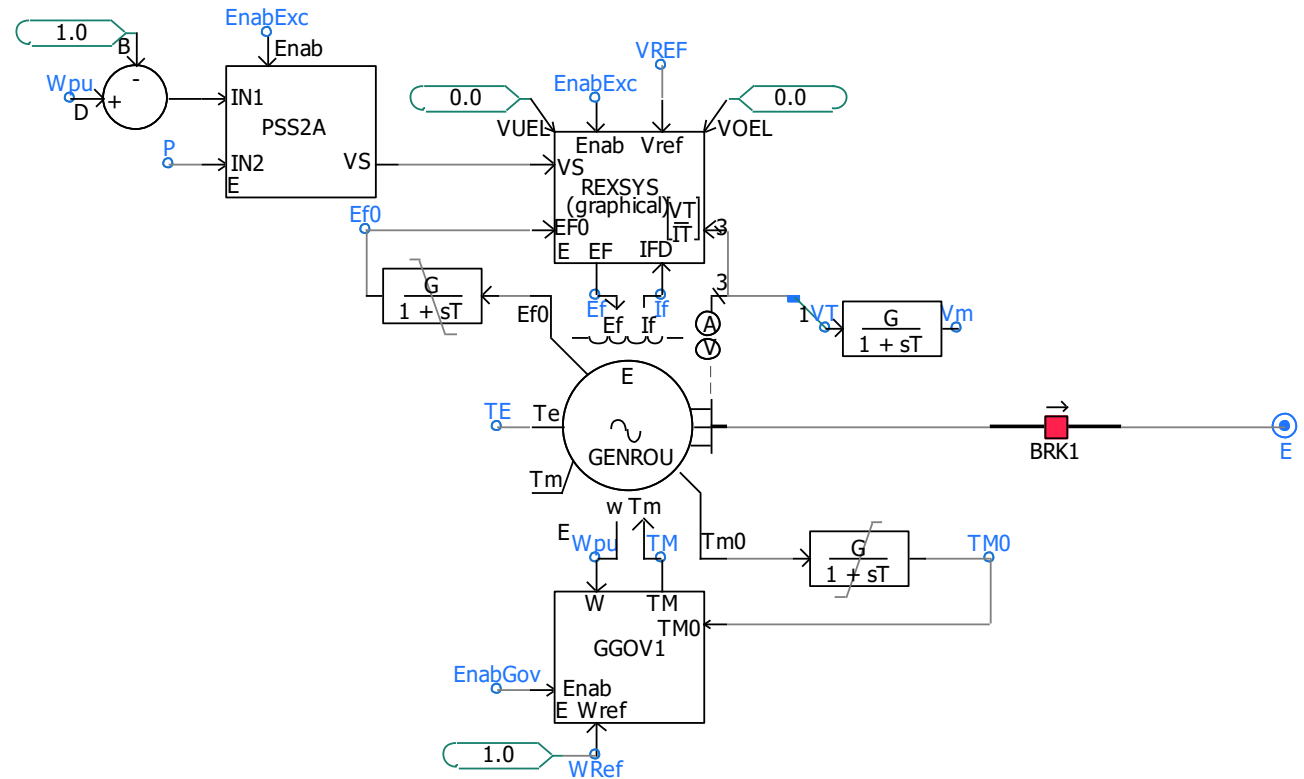 EnabExc
1.0
B
Enab
VREF
Wpu
-
+
D
IN1
PSS2A
EnabExc
0.0
0.0
VUEL
VOEL
Enab
Vref
P
IN2
VS
E
VS
REXSYS
(graphical)
VT
IT
Ef0
EF0
3
E
EF
IFD
G
1 + sT
Ef0
Ef
If
3
Ef
If
A
V
1
VT
G
1 + sT
Vm
E
TE
Te
GENROU
BRK1
E
Tm
w Tm
E
Wpu
TM
Tm0
G
1 + sT
TM0
W
TM
TM0
GGOV1
EnabGov
Enab
E
Wref
1.0
WRef